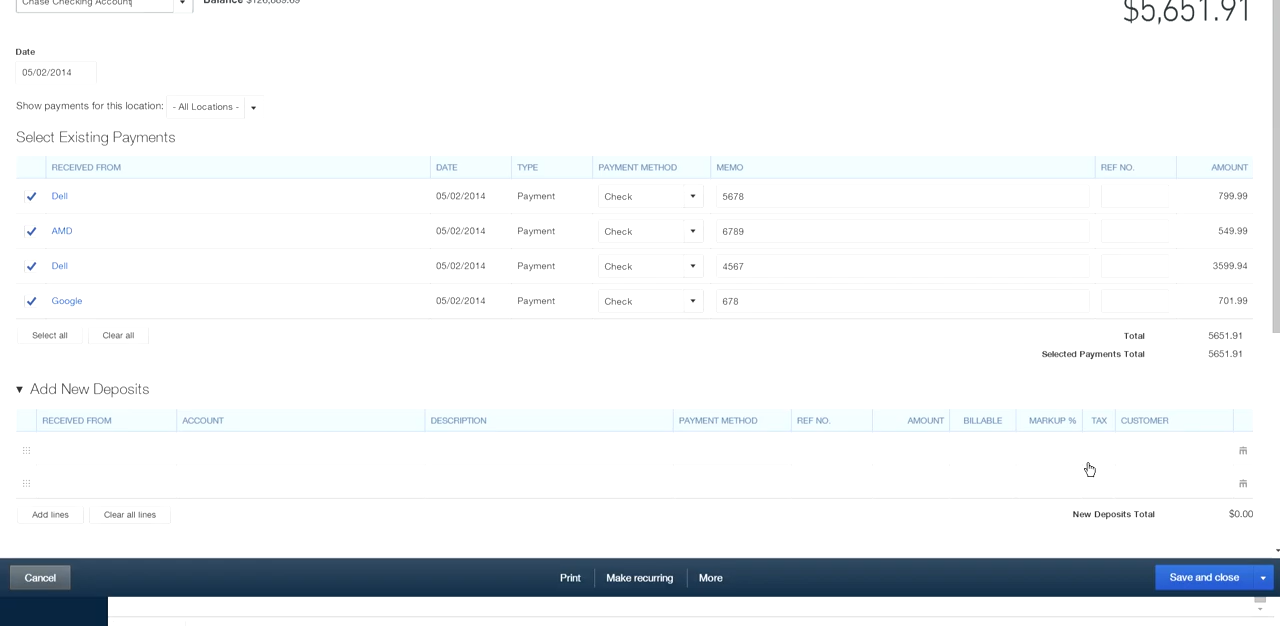 Chase Checking Account Balance $126,889.69
$5,651.91
Date
05/02/2014
Show payments for this location: - All Locations -
Select Existing Payments
RECEIVED FROM DATE TYPE PAYMENT METHOD MEMO REF NO. AMOUNT
Dell 05/02/2014 Payment Check 5678 799.99
AMD 05/02/2014 Payment Check 6789 549.99
Dell 05/02/2014 Payment Check 4567 3599.94
Google 05/02/2014 Payment Check 678 701.99
Select all Clear all Total 5651.91
Selected Payments Total 5651.91
Add New Deposits
RECEIVED FROM ACCOUNT DESCRIPTION PAYMENT METHOD REF NO. AMOUNT BILLABLE MARKUP % TAX CUSTOMER
Add lines Clear all lines New Deposits Total $0.00
Cancel Print Make recurring More Save and close